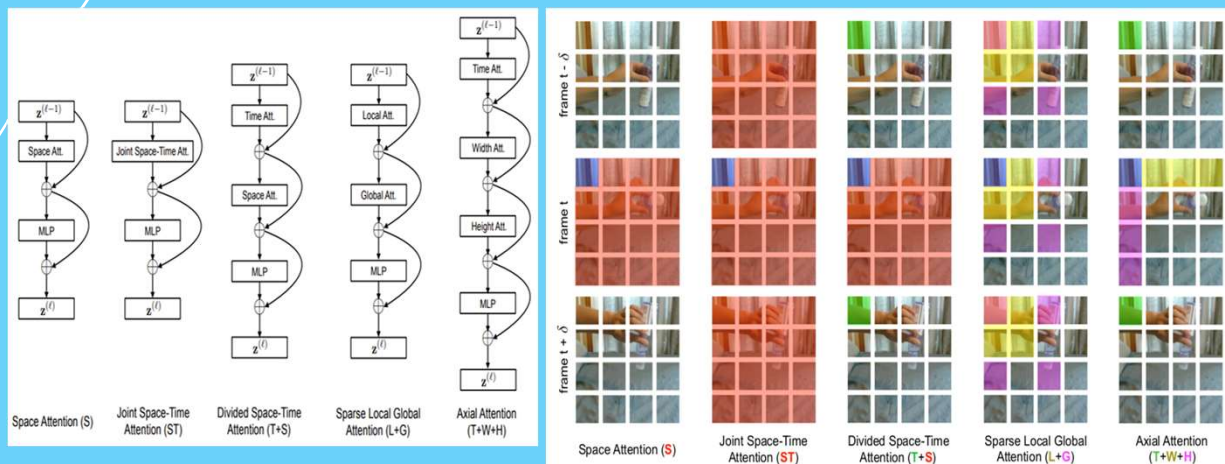 z^(ℓ−1)
Space Att.
MLP
z^(ℓ)
Space Attention (S)
z^(ℓ−1)
Joint Space-Time Att.
MLP
z^(ℓ)
Joint Space-Time
Attention (ST)
z^(ℓ−1)
Time Att.
Space Att.
MLP
z^(ℓ)
Divided Space-Time
Attention (T+S)
z^(ℓ−1)
Local Att.
Global Att.
MLP
z^(ℓ)
Sparse Local Global
Attention (L+G)
z^(ℓ−1)
Time Att.
Width Att.
Height Att.
MLP
z^(ℓ)
Axial Attention
(T+W+H)
frame t - δ
frame t
frame t + δ
Space Attention (S)
Joint Space-Time
Attention (ST)
Divided Space-Time
Attention (T+S)
Sparse Local Global
Attention (L+G)
Axial Attention
(T+W+H)